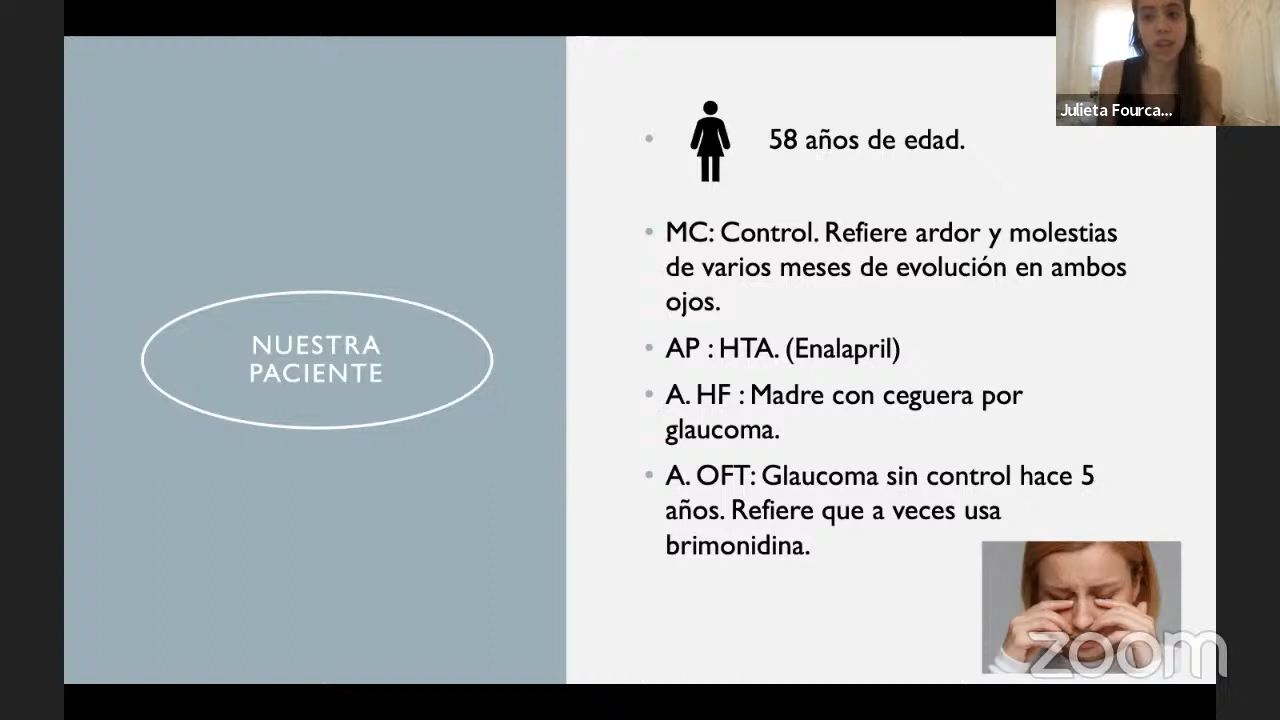 Julieta Fourca...
58 años de edad.
MC: Control. Refiere ardor y molestias
de varios meses de evolución en ambos
ojos.
NUESTRA
PACIENTE
AP : HTA. (Enalapril)
A. HF : Madre con ceguera por
glaucoma.
A. OFT: Glaucoma sin control hace 5
años. Refiere que a veces usa
brimonidina.
zoom